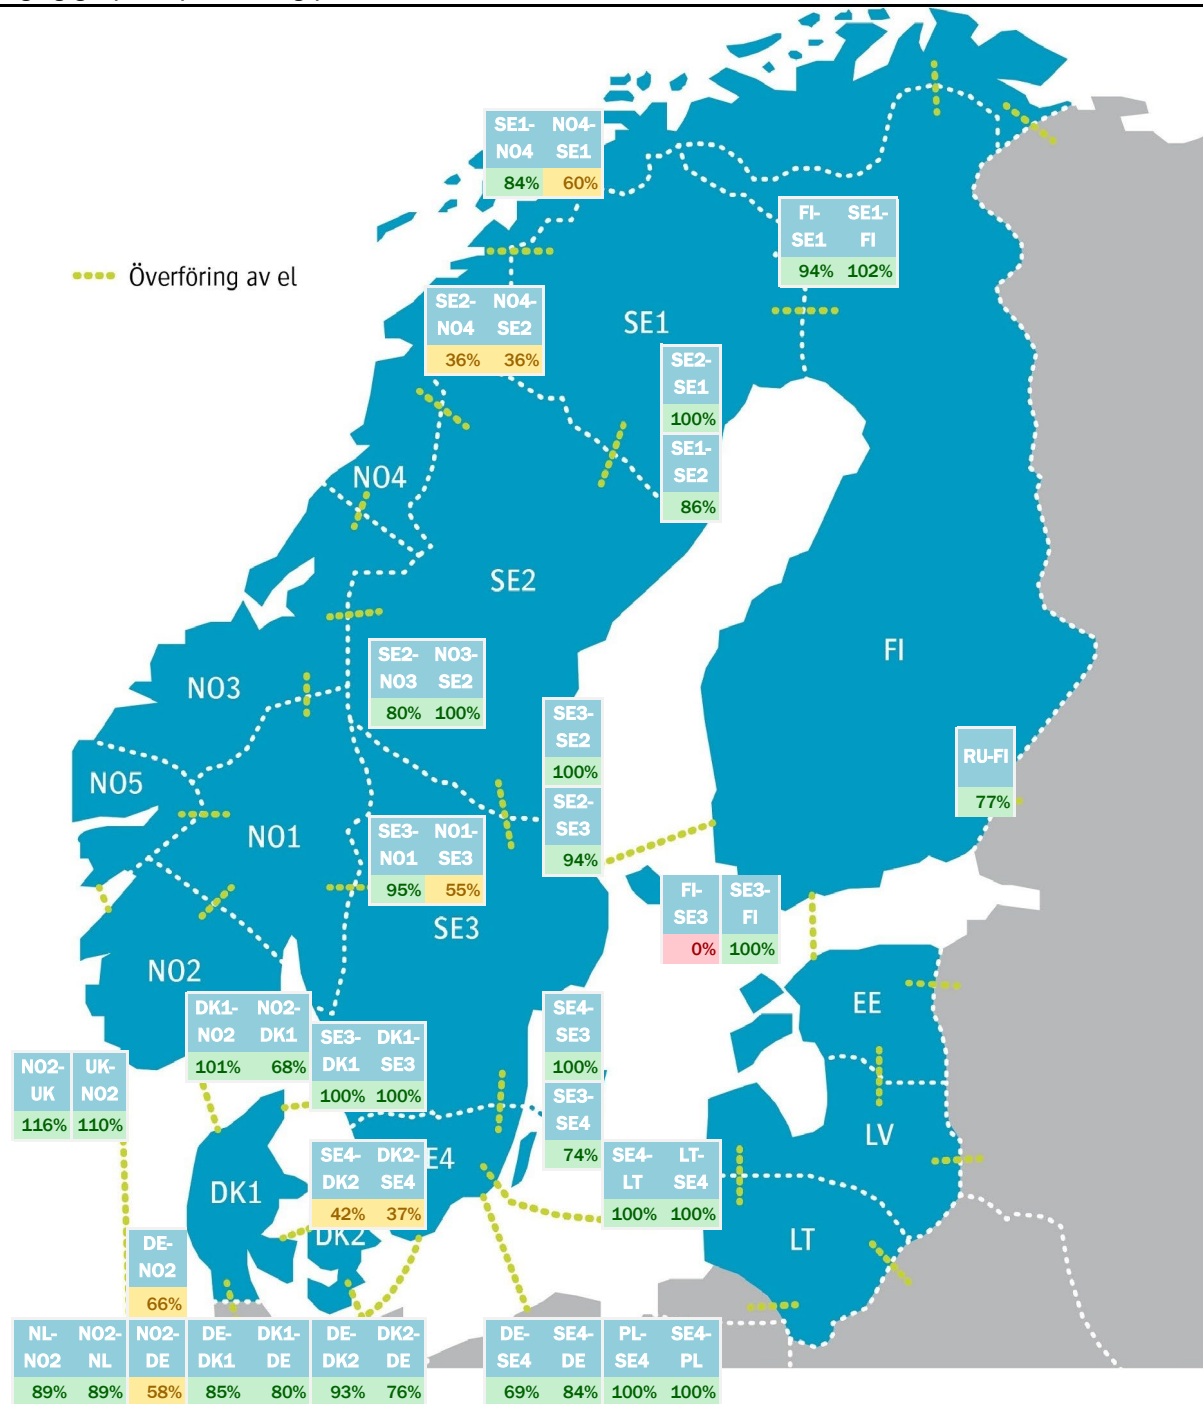 SE1- NO4-
NO4 SE1
84% 60%
FI- SE1-
SE1 FI
94% 102%
Överföring av el
SE2- NO4-
NO4 SE2
36% 36%
SE1
SE2-
SE1
100%
SE1-
SE2
86%
NO4
SE2
FI
SE2- NO3-
NO3 SE2
80% 100%
NO3
SE3-
SE2
100%
SE2-
SE3
94%
RU-FI
77%
NO5
NO1
SE3- NO1-
NO1 SE3
95% 55%
FI- SE3-
SE3 FI
0% 100%
SE3
NO2
EE
DK1- NO2-
NO2 DK1
101% 68%
SE3- DK1-
DK1 SE3
100% 100%
SE4-
SE3
100%
SE3-
SE4
74%
NO2- UK-
UK NO2
116% 110%
LV
SE4- DK2-
DK2 SE4
42% 37%
E4
SE4- LT-
LT SE4
100% 100%
DK1
DK2
LT
DE-
NO2
66%
NL- NO2- NO2- DE- DK1- DE- DK2-
NO2 NL DE DK1 DE DK2 DE
89% 89% 58% 85% 80% 93% 76%
DE- SE4- PL- SE4-
SE4 DE SE4 PL
69% 84% 100% 100%